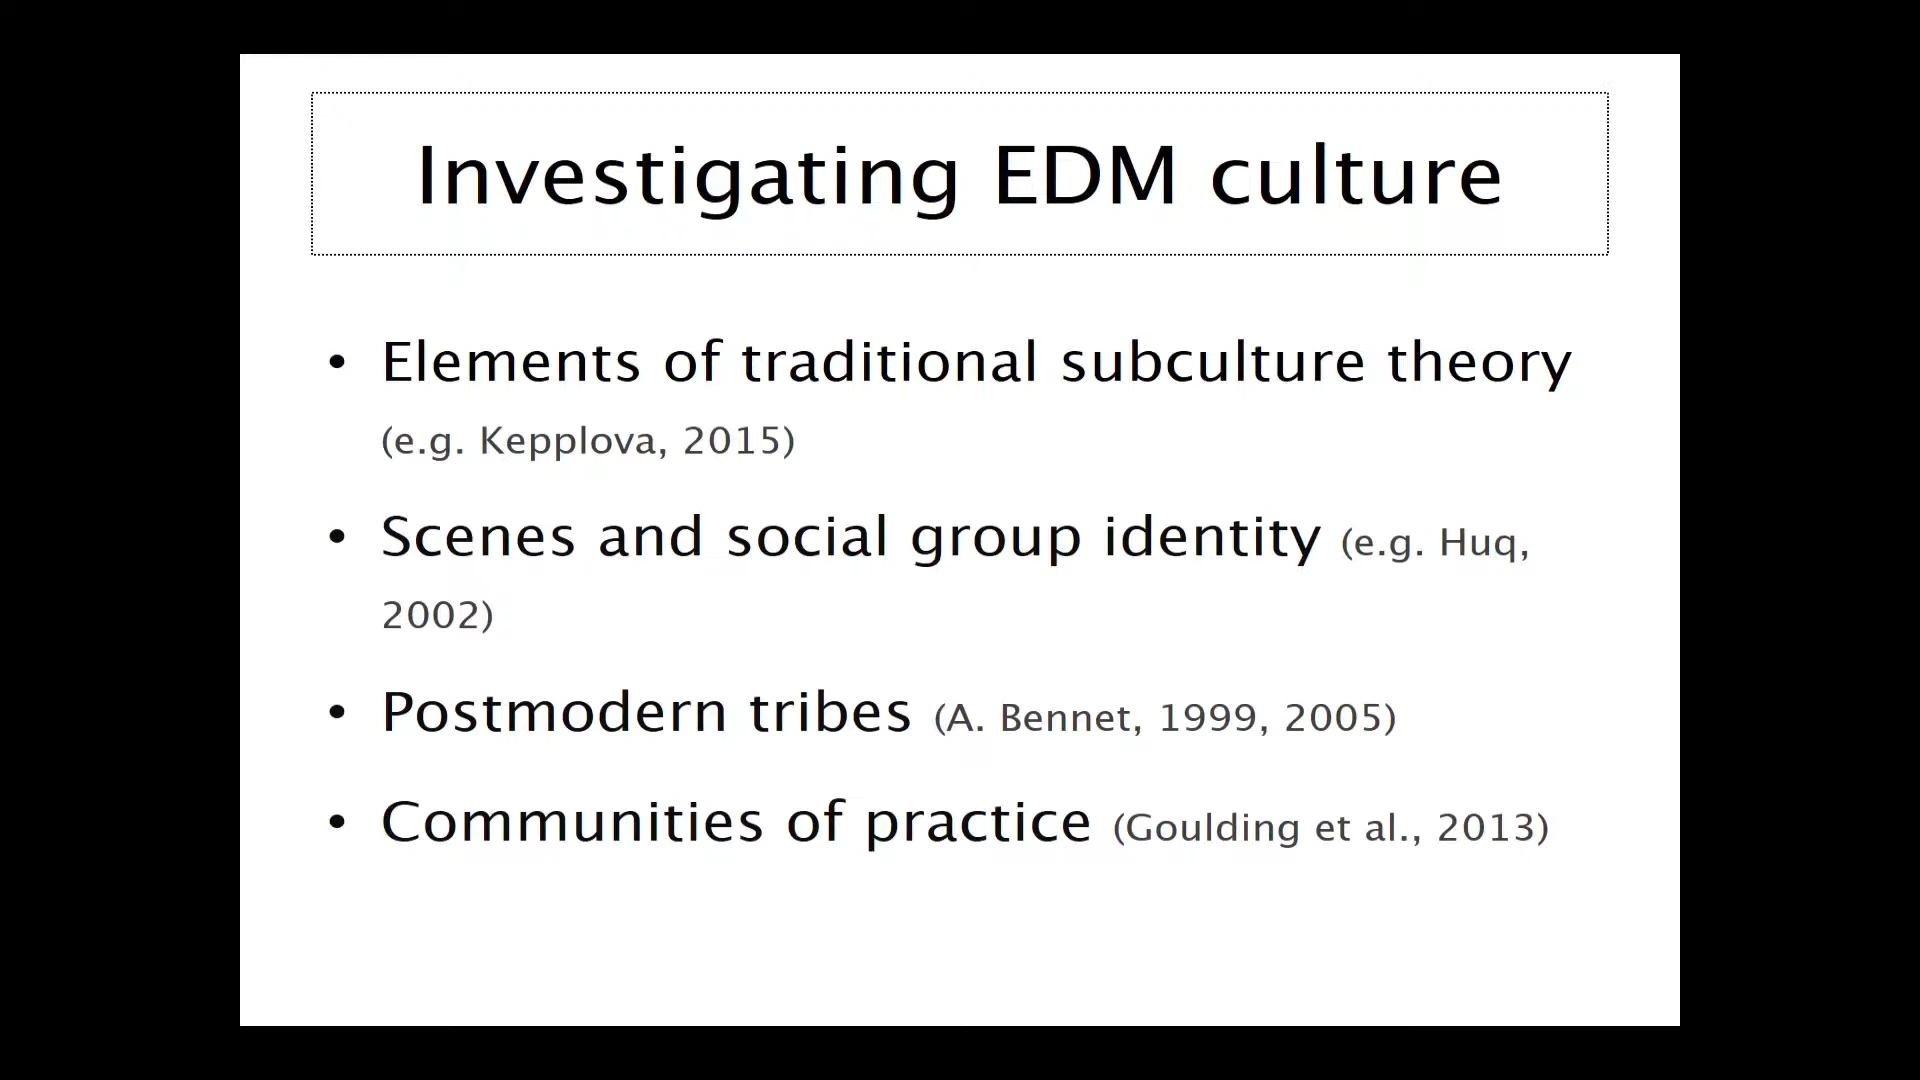 Investigating EDM culture
• Elements of traditional subculture theory
(e.g. Kepplova, 2015)
• Scenes and social group identity (e.g. Huq,
2002)
• Postmodern tribes (A. Bennet, 1999, 2005)
• Communities of practice (Goulding et al., 2013)